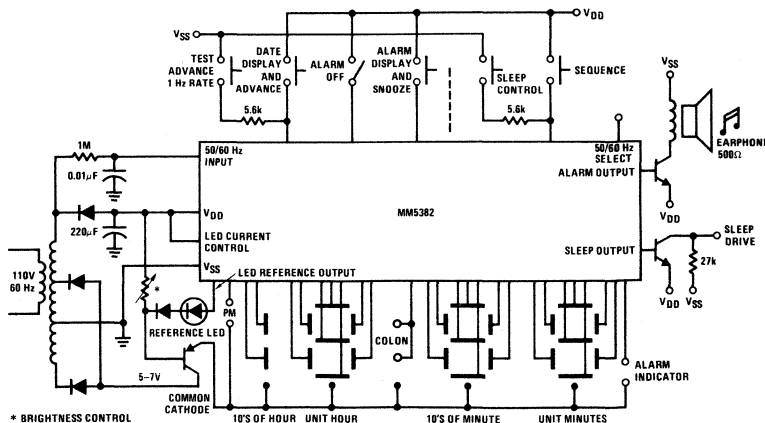 VSS
VDD
TEST
ADVANCE
1 Hz RATE
DATE
DISPLAY
AND
ADVANCE
ALARM
OFF
ALARM
DISPLAY
AND
SNOOZE
SLEEP
CONTROL
SEQUENCE
5.6k
5.6k
VSS
EARPHONE
500Ω
1M
0.01μF
50/60 Hz
INPUT
50/60 Hz
SELECT
ALARM OUTPUT
VDD
220μF
VDD
LED CURRENT
CONTROL
MM5382
SLEEP OUTPUT
SLEEP
DRIVE
27k
VDD
VSS
VSS
LED REFERENCE OUTPUT
110V
60 Hz
*
REFERENCE LED
PM
COLON
ALARM
INDICATOR
5-7V
COMMON
CATHODE
* BRIGHTNESS CONTROL
10'S OF HOUR
UNIT HOUR
10'S OF MINUTE
UNIT MINUTES